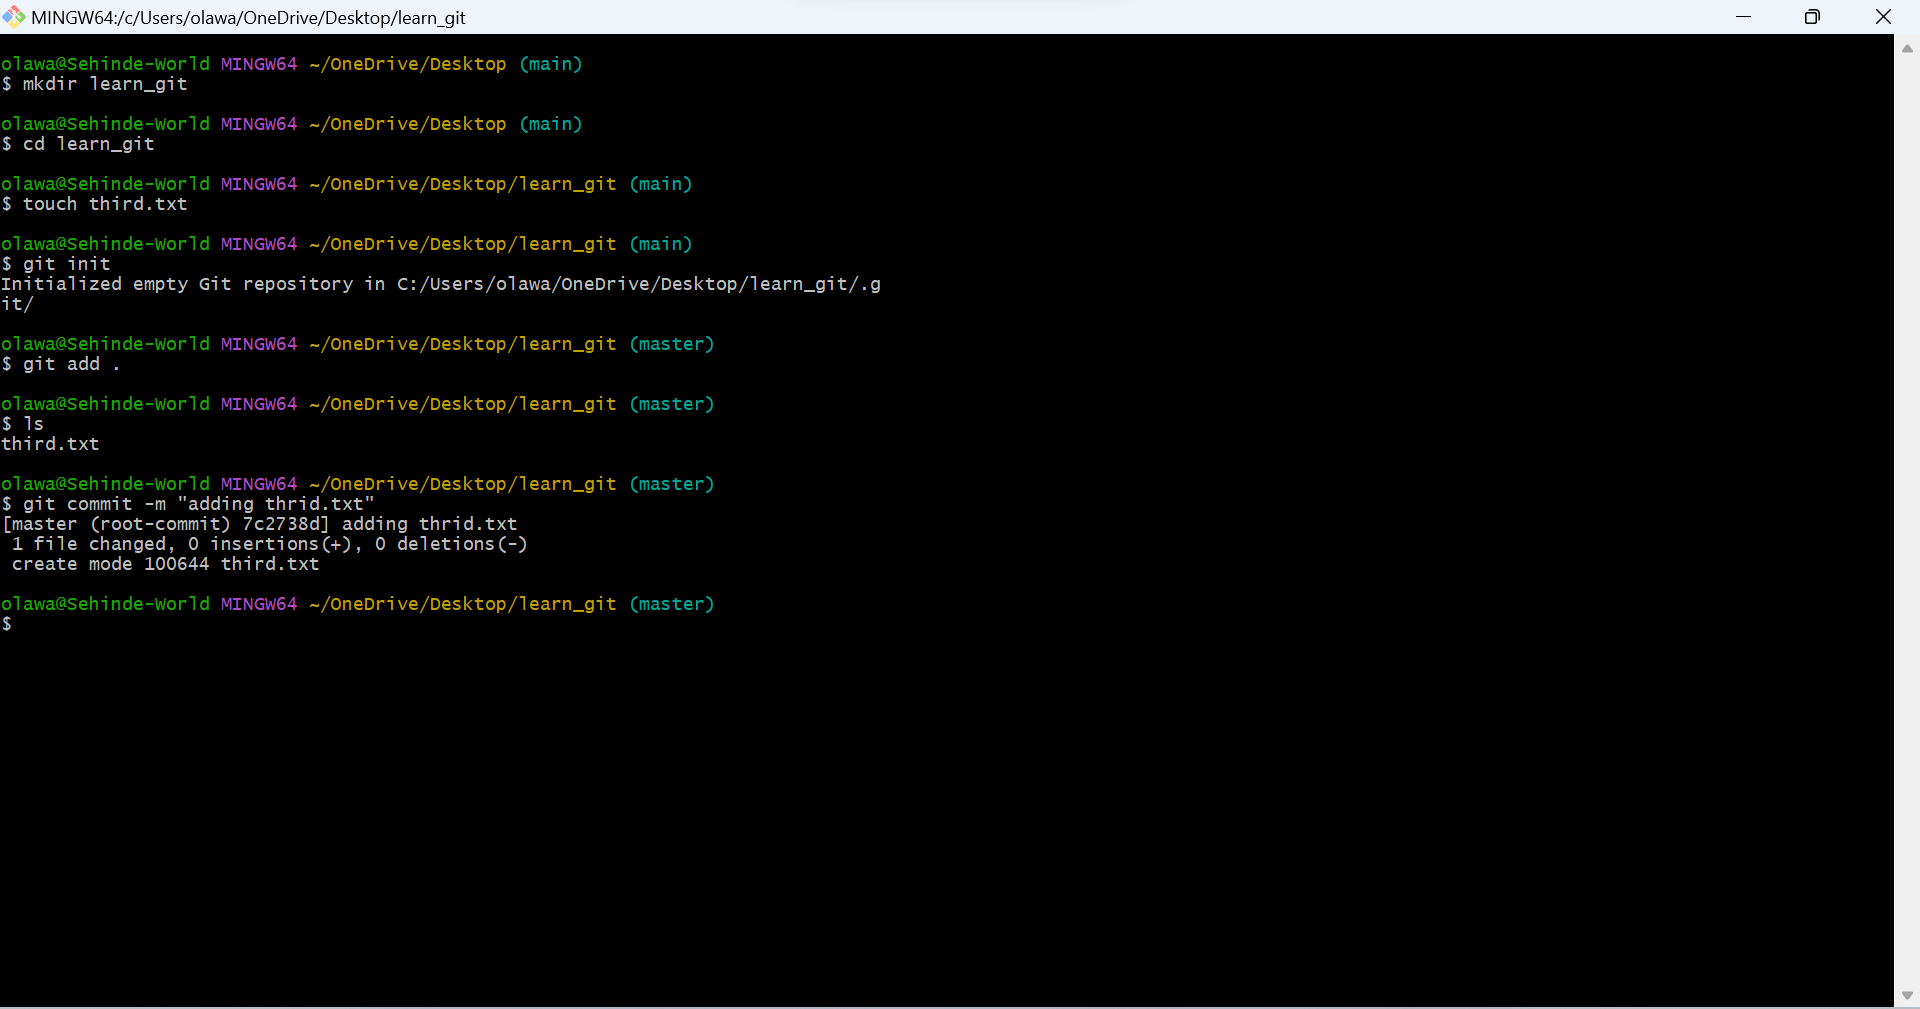 MINGW64:/c/Users/olawa/OneDrive/Desktop/learn_git
olawa@Sehinde-World MINGW64 ~/OneDrive/Desktop (main)
$ mkdir learn_git
olawa@Sehinde-World MINGW64 ~/OneDrive/Desktop (main)
$ cd learn_git
olawa@Sehinde-World MINGW64 ~/OneDrive/Desktop/learn_git (main)
$ touch third.txt
olawa@Sehinde-World MINGW64 ~/OneDrive/Desktop/learn_git (main)
$ git init
Initialized empty Git repository in C:/Users/olawa/OneDrive/Desktop/learn_git/.g
it/
olawa@Sehinde-World MINGW64 ~/OneDrive/Desktop/learn_git (master)
$ git add .
olawa@Sehinde-World MINGW64 ~/OneDrive/Desktop/learn_git (master)
$ ls
third.txt
olawa@Sehinde-World MINGW64 ~/OneDrive/Desktop/learn_git (master)
$ git commit -m "adding thrid.txt"
[master (root-commit) 7c2738d] adding thrid.txt
 1 file changed, 0 insertions(+), 0 deletions(-)
 create mode 100644 third.txt
olawa@Sehinde-World MINGW64 ~/OneDrive/Desktop/learn_git (master)
$